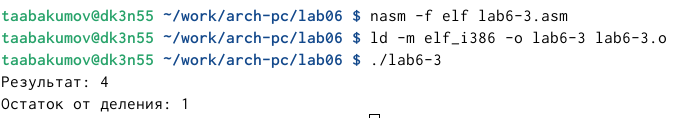 taabakumov@dk3n55 ~/work/arch-pc/lab06 $ nasm -f elf lab6-3.asm
taabakumov@dk3n55 ~/work/arch-pc/lab06 $ ld -m elf_i386 -o lab6-3 lab6-3.o
taabakumov@dk3n55 ~/work/arch-pc/lab06 $ ./lab6-3
Результат: 4
Остаток от деления: 1